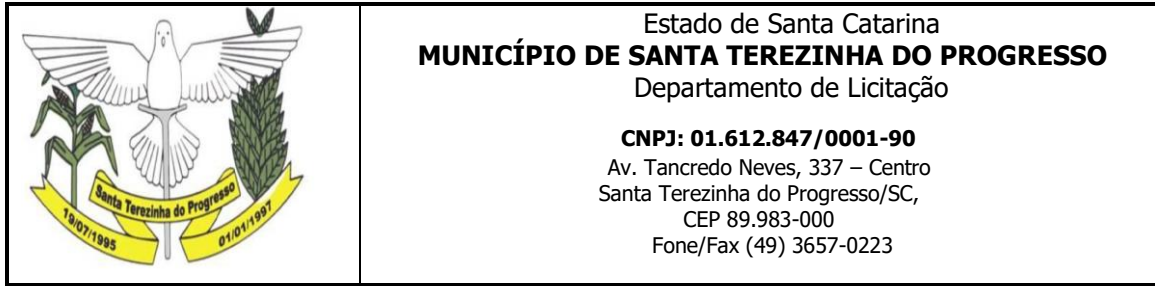 Santa Terezinha do Progresso
19/07/1995
01/01/1997
Estado de Santa Catarina
MUNICÍPIO DE SANTA TEREZINHA DO PROGRESSO
Departamento de Licitação
CNPJ: 01.612.847/0001-90
Av. Tancredo Neves, 337 – Centro
Santa Terezinha do Progresso/SC,
CEP 89.983-000
Fone/Fax (49) 3657-0223